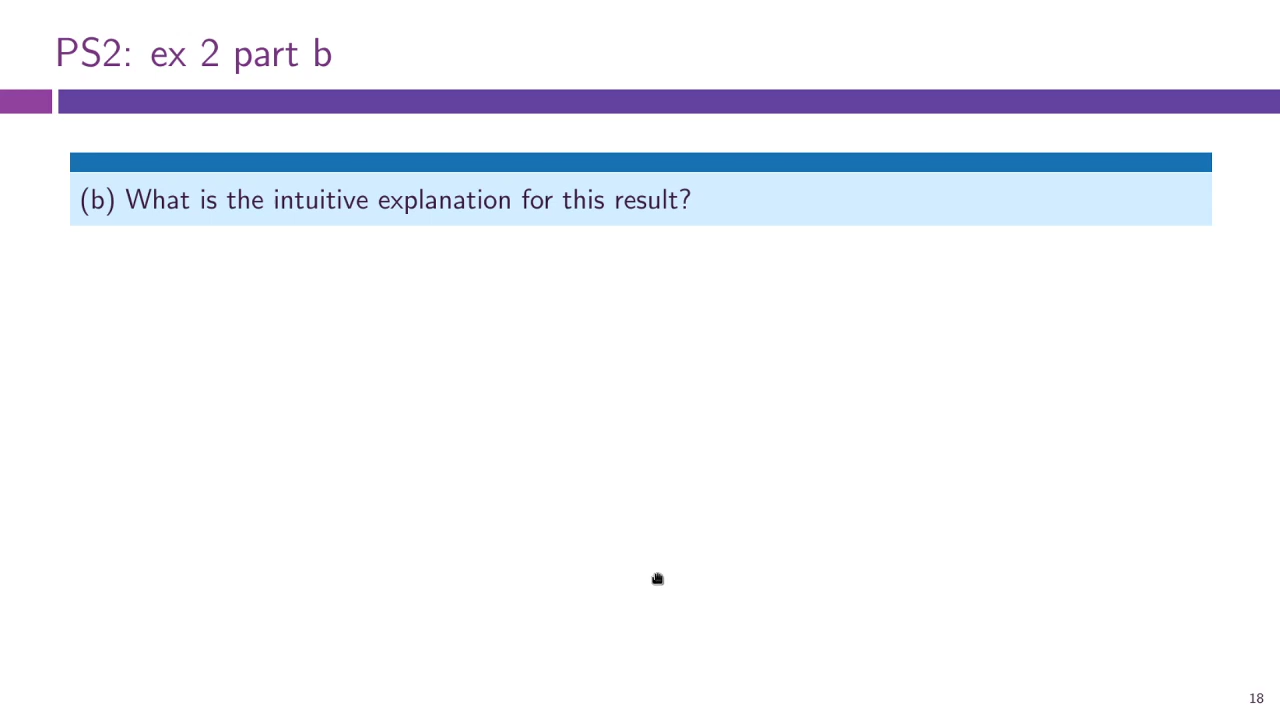 PS2: ex 2 part b
(b) What is the intuitive explanation for this result?
18